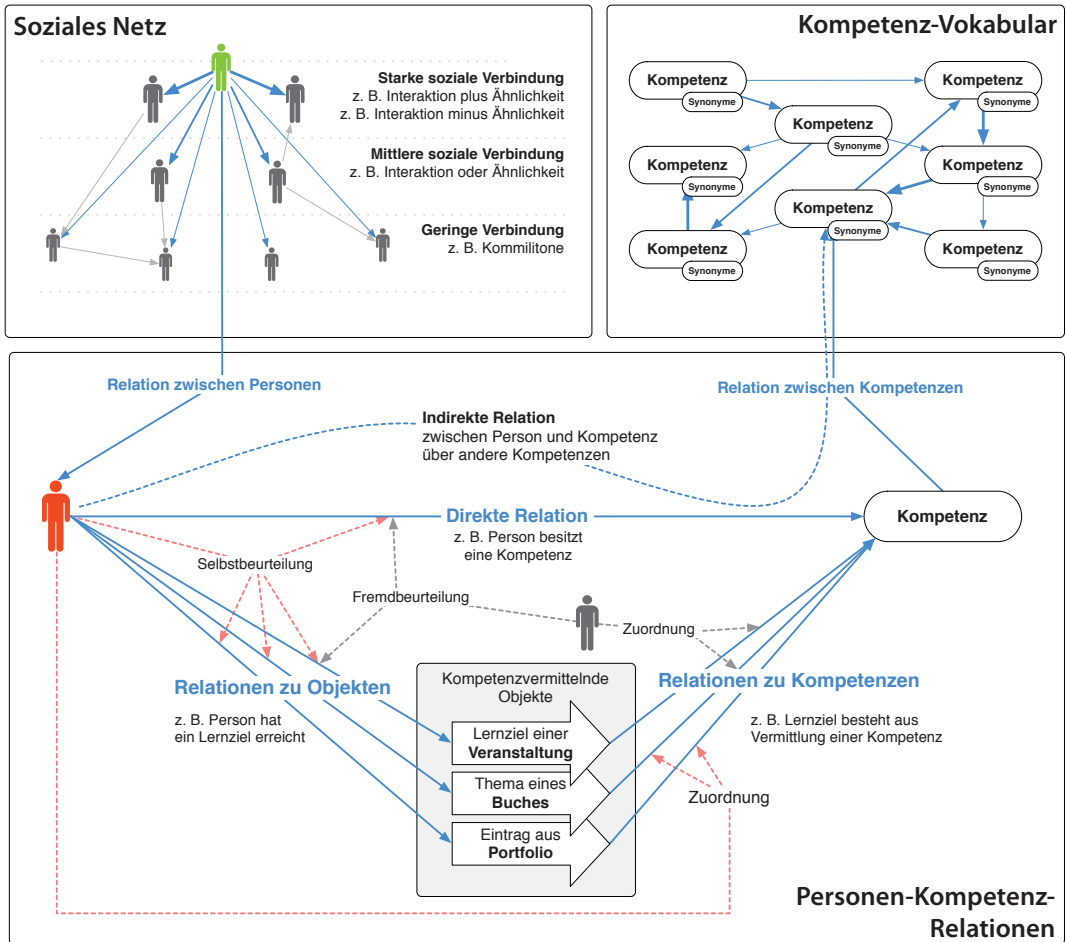 Soziales Netz
Starke soziale Verbindung
z. B. Interaktion plus Ähnlichkeit
z. B. Interaktion minus Ähnlichkeit
Mittlere soziale Verbindung
z. B. Interaktion oder Ähnlichkeit
Geringe Verbindung
z. B. Kommilitone
Kompetenz-Vokabular
Kompetenz
Synonyme
Kompetenz
Synonyme
Kompetenz
Synonyme
Kompetenz
Synonyme
Kompetenz
Synonyme
Kompetenz
Synonyme
Kompetenz
Synonyme
Kompetenz
Synonyme
Relation zwischen Personen
Relation zwischen Kompetenzen
Indirekte Relation
zwischen Person und Kompetenz
über andere Kompetenzen
Direkte Relation
z. B. Person besitzt
eine Kompetenz
Kompetenz
Selbstbeurteilung
Fremdbeurteilung
Zuordnung
Relationen zu Objekten
z. B. Person hat
ein Lernziel erreicht
Kompetenzvermittelnde
Objekte
Lernziel einer
Veranstaltung
Thema eines
Buches
Eintrag aus
Portfolio
Relationen zu Kompetenzen
z. B. Lernziel besteht aus
Vermittlung einer Kompetenz
Zuordnung
Personen-Kompetenz-
Relationen